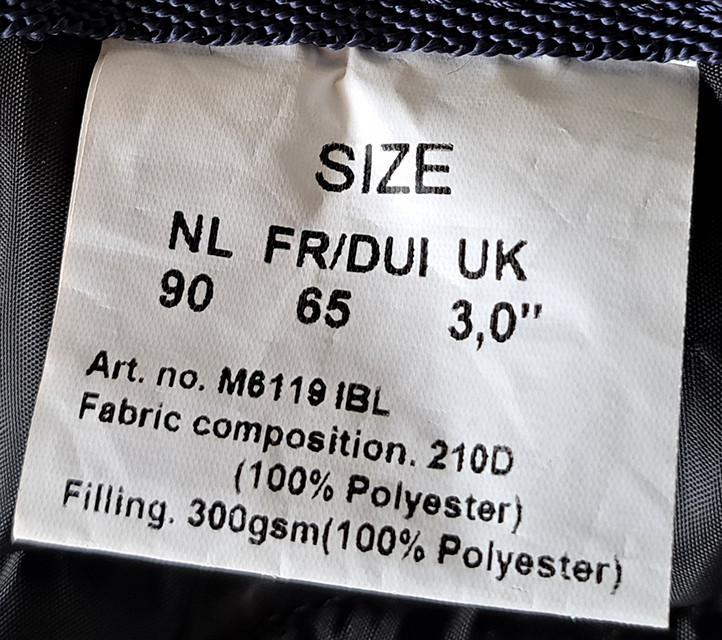 SIZE
NL FR/DUI UK
90 65 3,0"
Art. no. M6119 IBL
Fabric composition. 210D
(100% Polyester)
Filling. 300gsm(100% Polyester)